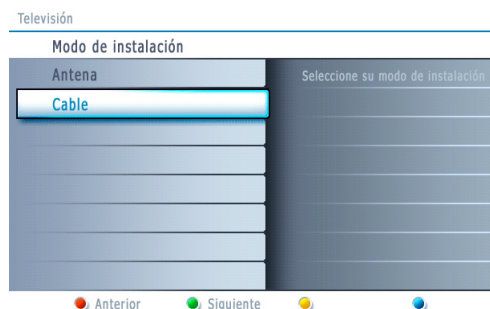 Televisión
Modo de instalación
Antena
Seleccione su modo de instalación
Cable
Anterior
Siguiente